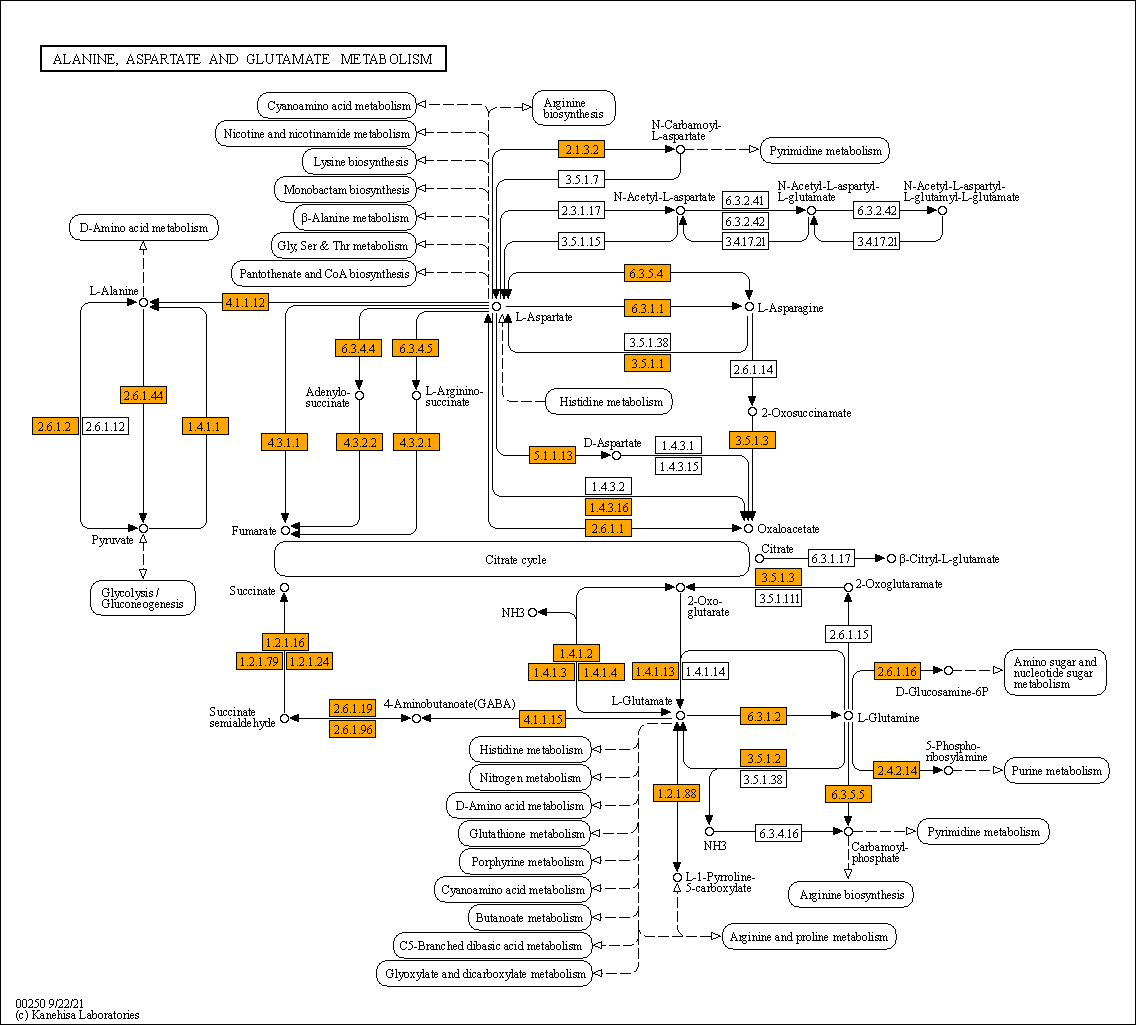 ALANINE, ASPARTATE AND GLUTAMATE METABOLISM
Cyanoamino acid metabolism
Arginine
biosynthesis
Nicotine and nicotinamide metabolism
N-Carbamoyl-
L-aspartate
Lysine biosynthesis
2.1.3.2
Pyrimidine metabolism
Monobactam biosynthesis
3.5.1.7
β-Alanine metabolism
N-Acetyl-L-aspartate
N-Acetyl-L-aspartyl-
L-glutamate
N-Acetyl-L-aspartyl-
L-glutamyl-L-glutamate
2.3.1.17
6.3.2.41
6.3.2.42
6.3.2.42
D-Amino acid metabolism
Gly, Ser & Thr metabolism
3.5.1.15
3.4.17.21
3.4.17.21
Pantothenate and CoA biosynthesis
6.3.5.4
L-Alanine
4.1.1.12
L-Aspartate
6.3.1.1
L-Asparagine
6.3.4.4
6.3.4.5
3.5.1.38
3.5.1.1
2.6.1.14
2.6.1.44
Adenylo-
succinate
L-Arginino-
succinate
Histidine metabolism
2-Oxosuccinamate
2.6.1.2
2.6.1.12
1.4.1.1
4.3.1.1
4.3.2.2
4.3.2.1
D-Aspartate
5.1.1.13
1.4.3.1
1.4.3.15
3.5.1.3
1.4.3.2
1.4.3.16
2.6.1.1
Pyruvate
Fumarate
Oxaloacetate
Citrate cycle
Citrate
6.3.1.17
β-Citryl-L-glutamate
Glycolysis /
Gluconeogenesis
Succinate
NH3
2-Oxo-
glutarate
3.5.1.3
3.5.1.111
2-Oxoglutaramate
1.2.1.16
1.2.1.79
1.2.1.24
1.4.1.2
1.4.1.3
1.4.1.4
1.4.1.13
1.4.1.14
2.6.1.15
2.6.1.16
Amino sugar and
nucleotide sugar
metabolism
D-Glucosamine-6P
Succinate
semialdehyde
2.6.1.19
2.6.1.96
4-Aminobutanoate(GABA)
4.1.1.15
L-Glutamate
6.3.1.2
L-Glutamine
Histidine metabolism
3.5.1.2
3.5.1.38
5-Phospho-
ribosylamine
2.4.2.14
Purine metabolism
Nitrogen metabolism
D-Amino acid metabolism
1.2.1.88
6.3.5.5
Glutathione metabolism
NH3
6.3.4.16
Carbamoyl-
phosphate
Pyrimidine metabolism
Porphyrine metabolism
Cyanoamino acid metabolism
L-1-Pyrroline-
5-carboxylate
Arginine biosynthesis
Butanoate metabolism
C5-Branched dibasic acid metabolism
Arginine and proline metabolism
Glyoxylate and dicarboxylate metabolism
00250 9/22/21
(c) Kanehisa Laboratories